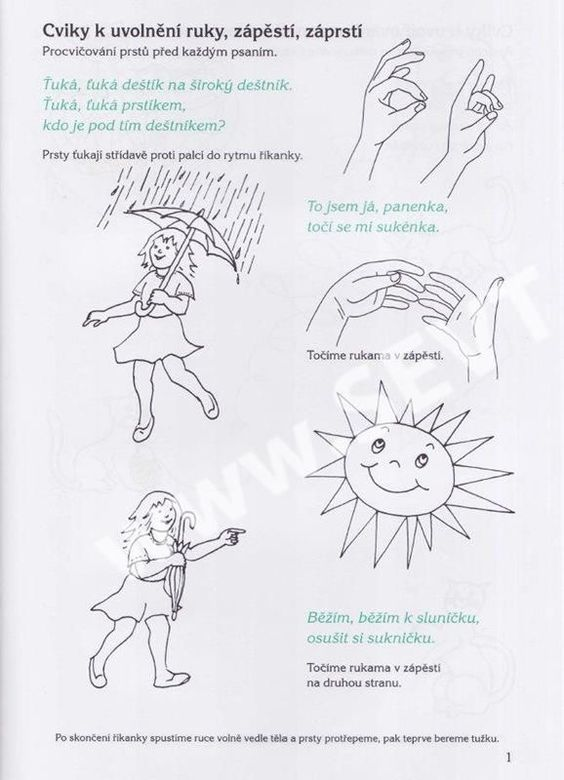 Cviky k uvolnění ruky, zápěstí, záprstí
Procvičování prstů před každým psaním.
Ťuká, ťuká deštík na široký deštník.
Ťuká, ťuká prstíkem,
kdo je pod tím deštníkem?
Prsty ťukají střídavě proti palci do rytmu říkanky.
To jsem já, panenka,
točí se mi sukénka.
Točíme rukama v zápěstí.
WWW.SEVT
Běžím, běžím k sluníčku,
osušit si sukničku.
Točíme rukama v zápěstí
na druhou stranu.
Po skončení říkanky spustíme ruce volně vedle těla a prsty protřepeme, pak teprve bereme tužku.
1